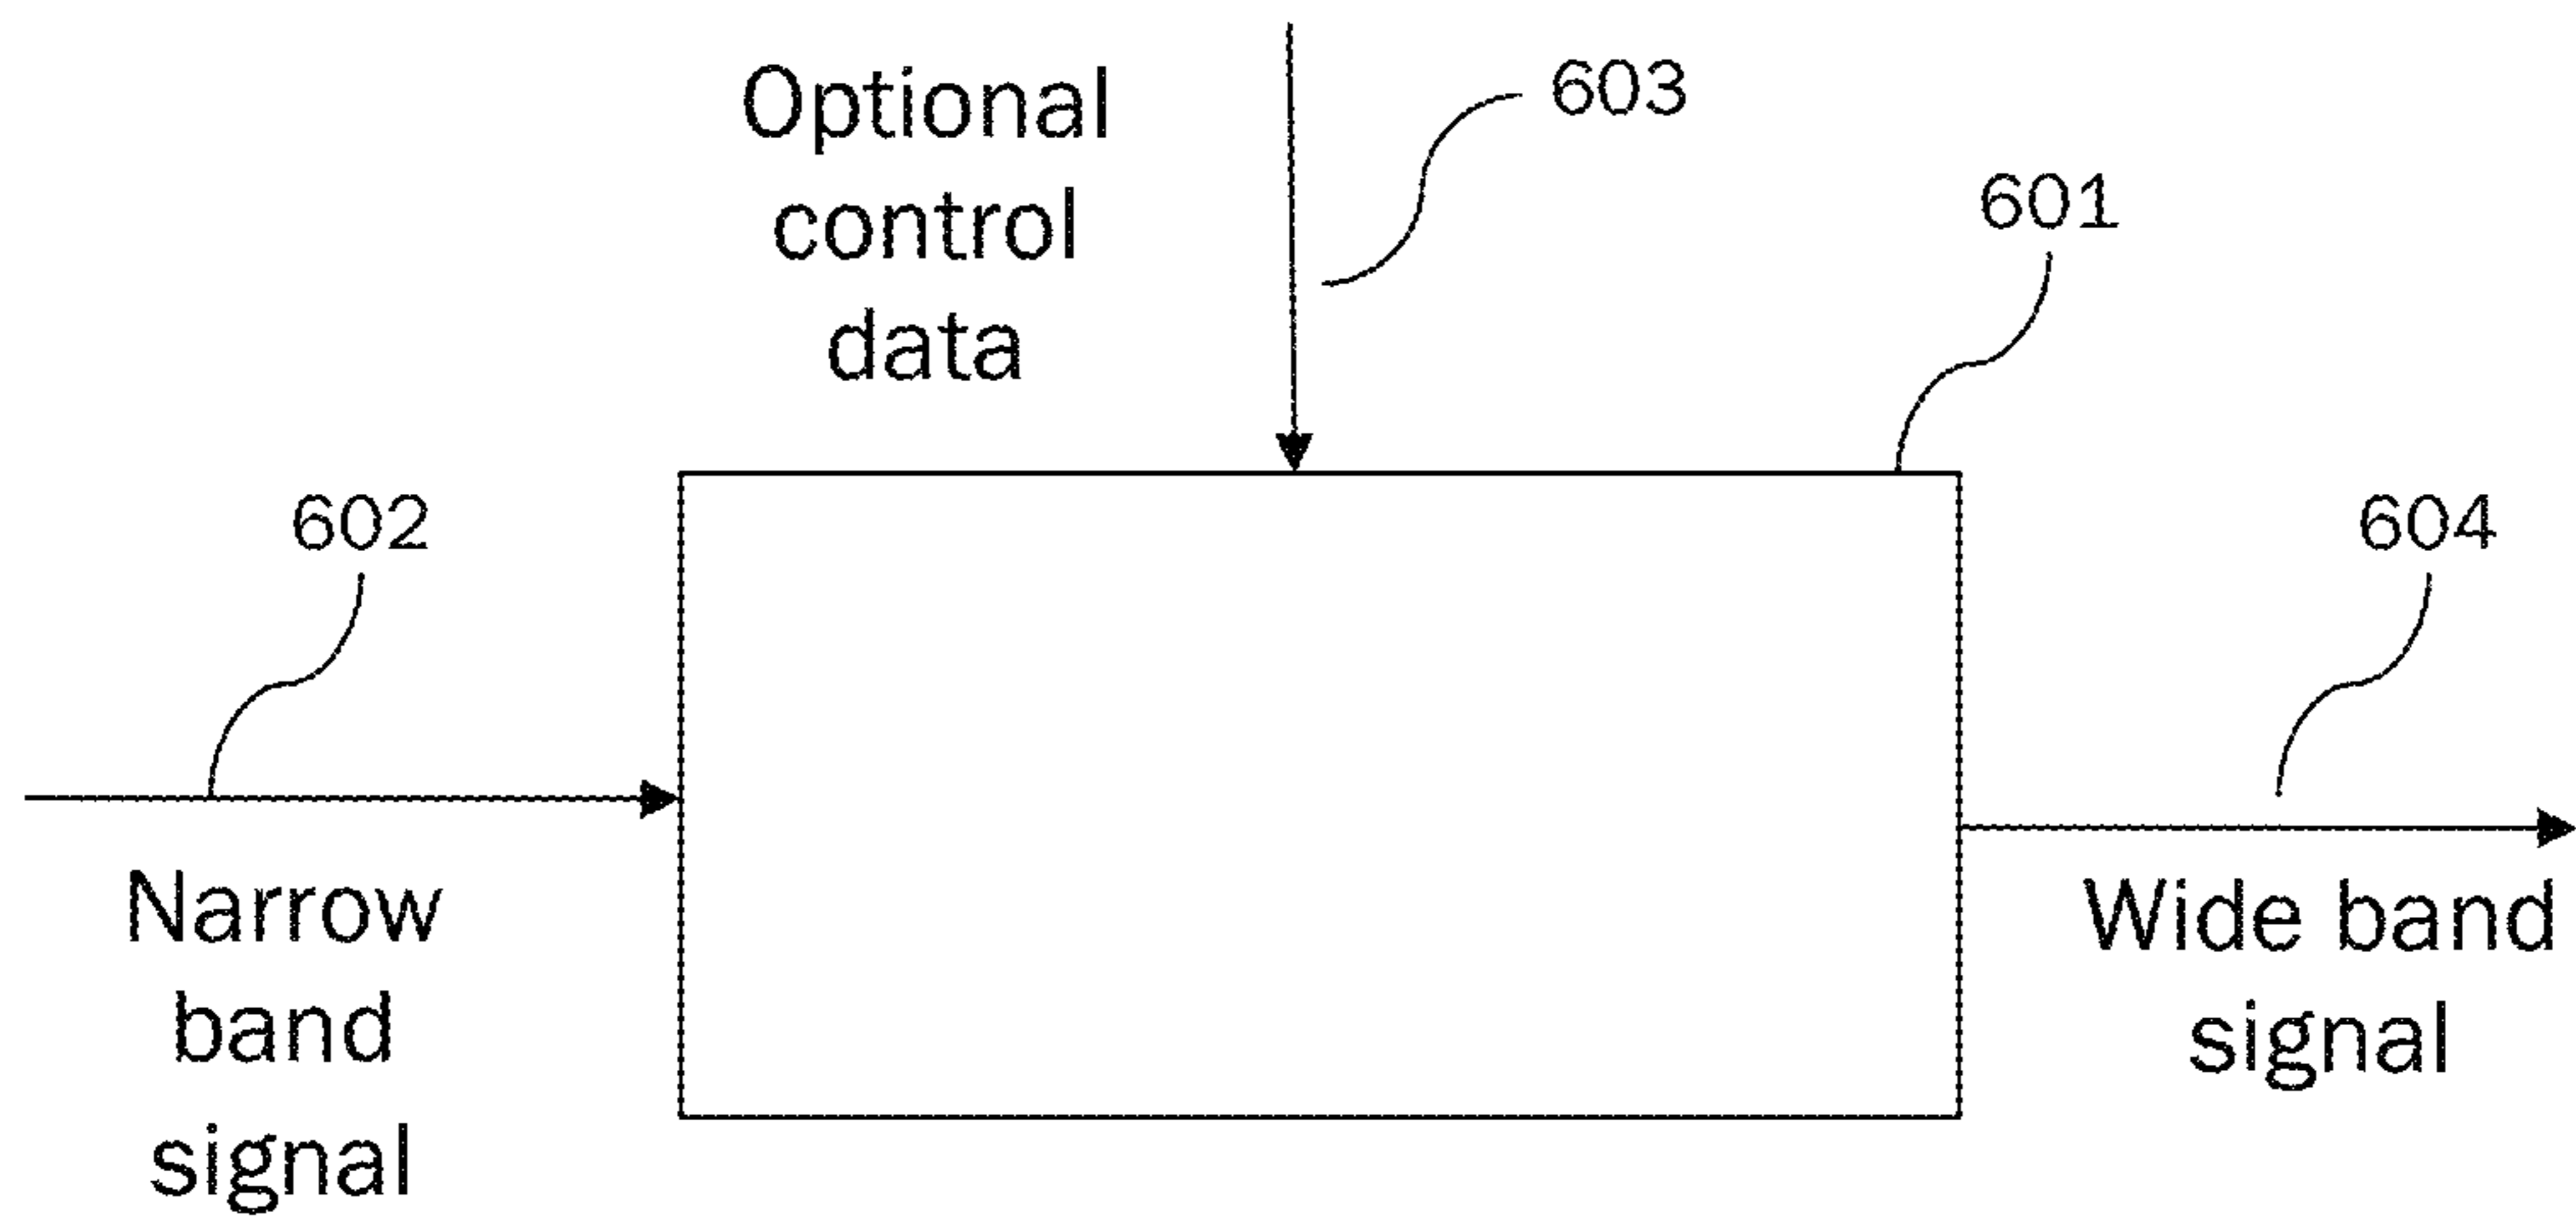 Optional
control
data
603
601
602
604
Narrow
band
signal
Wide band
signal